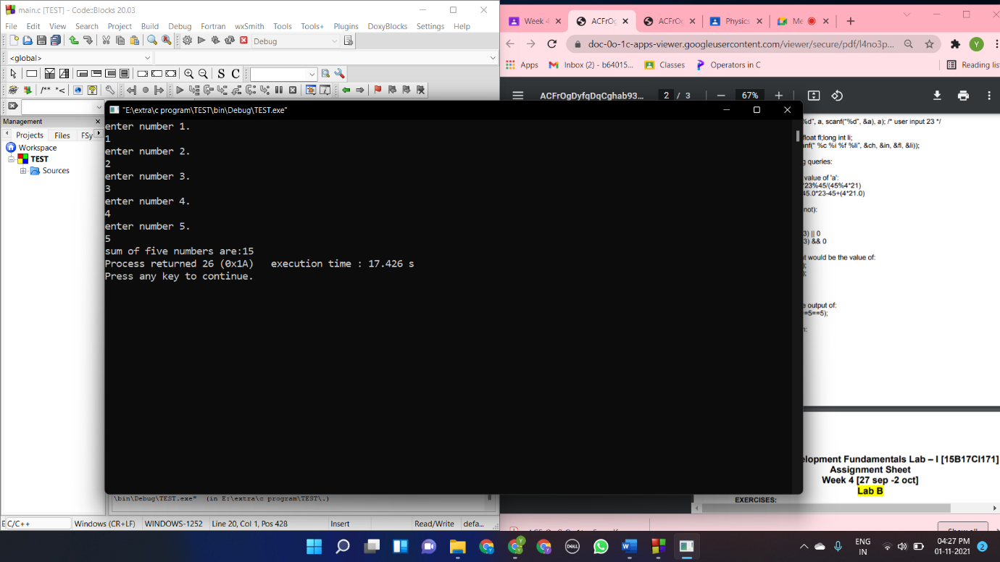 main.c [TEST] - Code::Blocks 20.03
File Edit View Search Project Build Debug Fortran wxSmith Tools Tools+ Plugins DoxyBlocks Settings Help
Debug
<global>
S C
/** *<
Management
Projects Files FSy
Workspace
TEST
Sources
"E:\extra\c program\TEST\bin\Debug\TEST.exe"
enter number 1.
1
enter number 2.
2
enter number 3.
3
enter number 4.
4
enter number 5.
5
sum of five numbers are:15
Process returned 26 (0x1A) execution time : 17.426 s
Press any key to continue.
\bin\Debug\TEST.exe" (in E:\extra\c program\TEST\.)
C/C++ Windows (CR+LF) WINDOWS-1252 Line 20, Col 1, Pos 428 Insert Read/Write defa...
Week 4 ACFrOg ACFrOg Physics Me
doc-0o-1c-apps-viewer.googleusercontent.com/viewer/secure/pdf/l4no3p...
Y
Apps Inbox (2) - b64015... Classes Operators in C Reading lis
ACFrOgDyfqDqCghab93... 2 / 3 67%
%d", a, scanf("%d", &a), a); /* user input 23 */
float fl;long int li;
nf(" %c %i %f %li", &ch, &in, &fl, &li));
g queries:
value of 'a':
*23%45/(45%4*21)
45.0*23-45+(4*21.0)
not):
3) || 0
3) && 0
at would be the value of:
);
);
e output of:
=5==5);
n:
elopment Fundamentals Lab – I [15B17CI171]
Assignment Sheet
Week 4 [27 sep -2 oct]
Lab B
EXERCISES:
Show all
DELL
ENG
IN
04:27 PM
01-11-2021
2